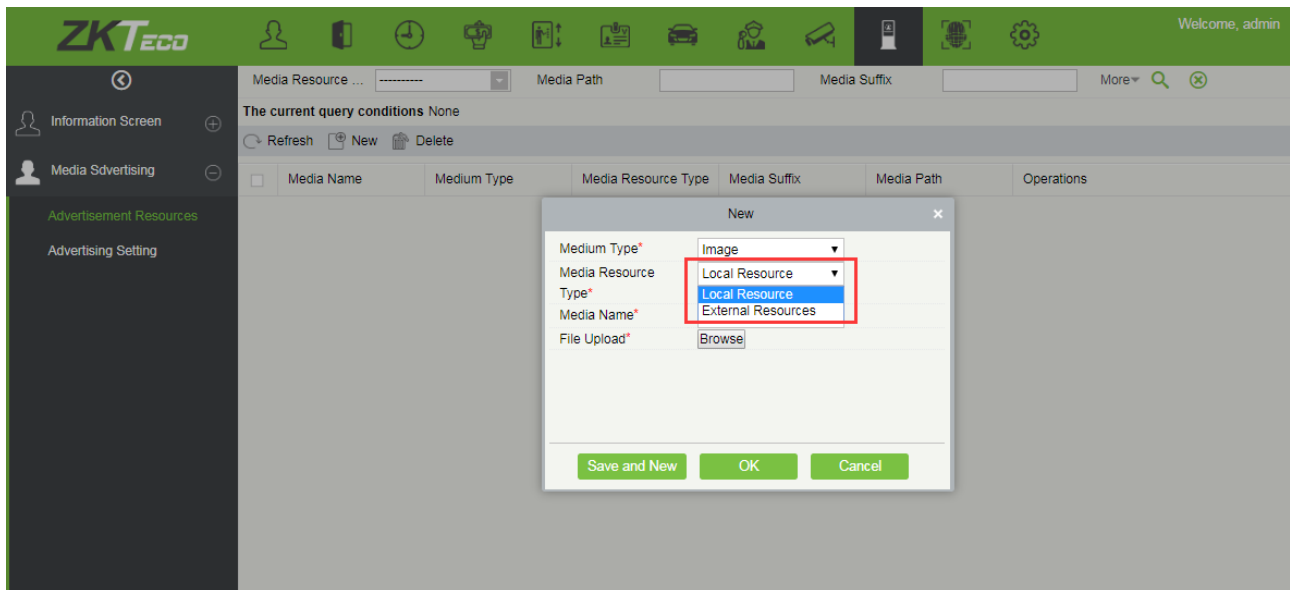 ZKTECO
Welcome, admin
Media Resource ... ----------
Media Path
Media Suffix
More
The current query conditions None
Refresh New Delete
Information Screen
Media Sdvertising
Advertisement Resources
Advertising Setting
Media Name Medium Type Media Resource Type Media Suffix Media Path Operations
New
Medium Type* Image
Media Resource Type* Local Resource
Local Resource
External Resources
Media Name*
File Upload* Browse
Save and New OK Cancel